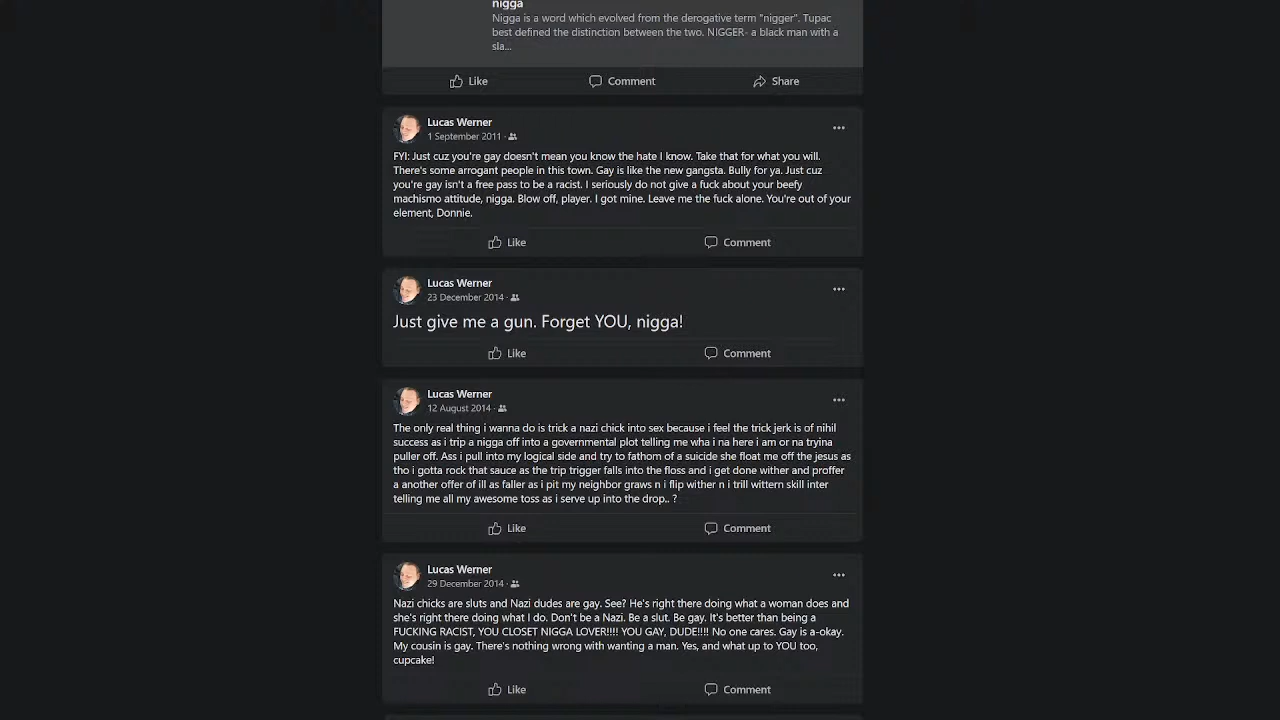 nigga
Nigga is a word which evolved from the derogative term "nigger". Tupac
best defined the distinction between the two. NIGGER- a black man with a
sla...
Like Comment Share
Lucas Werner
1 September 2011 ·
FYI: Just cuz you're gay doesn't mean you know the hate I know. Take that for what you will.
There's some arrogant people in this town. Gay is like the new gangsta. Bully for ya. Just cuz
you're gay isn't a free pass to be a racist. I seriously do not give a fuck about your beefy
machismo attitude, nigga. Blow off, player. I got mine. Leave me the fuck alone. You're out of your
element, Donnie.
Like Comment
Lucas Werner
23 December 2014 ·
Just give me a gun. Forget YOU, nigga!
Like Comment
Lucas Werner
12 August 2014 ·
The only real thing i wanna do is trick a nazi chick into sex because i feel the trick jerk is of nihil
success as i trip a nigga off into a governmental plot telling me wha i na here i am or na tryina
puller off. Ass i pull into my logical side and try to fathom of a suicide she float me off the jesus as
tho i gotta rock that sauce as the trip trigger falls into the floss and i get done wither and proffer
a another offer of ill as faller as i pit my neighbor graws n i flip wither n i trill wittern skill inter
telling me all my awesome toss as i serve up into the drop.. ?
Like Comment
Lucas Werner
29 December 2014 ·
Nazi chicks are sluts and Nazi dudes are gay. See? He's right there doing what a woman does and
she's right there doing what I do. Don't be a Nazi. Be a slut. Be gay. It's better than being a
FUCKING RACIST, YOU CLOSET NIGGA LOVER!!!! YOU GAY, DUDE!!!! No one cares. Gay is a-okay.
My cousin is gay. There's nothing wrong with wanting a man. Yes, and what up to YOU too,
cupcake!
Like Comment